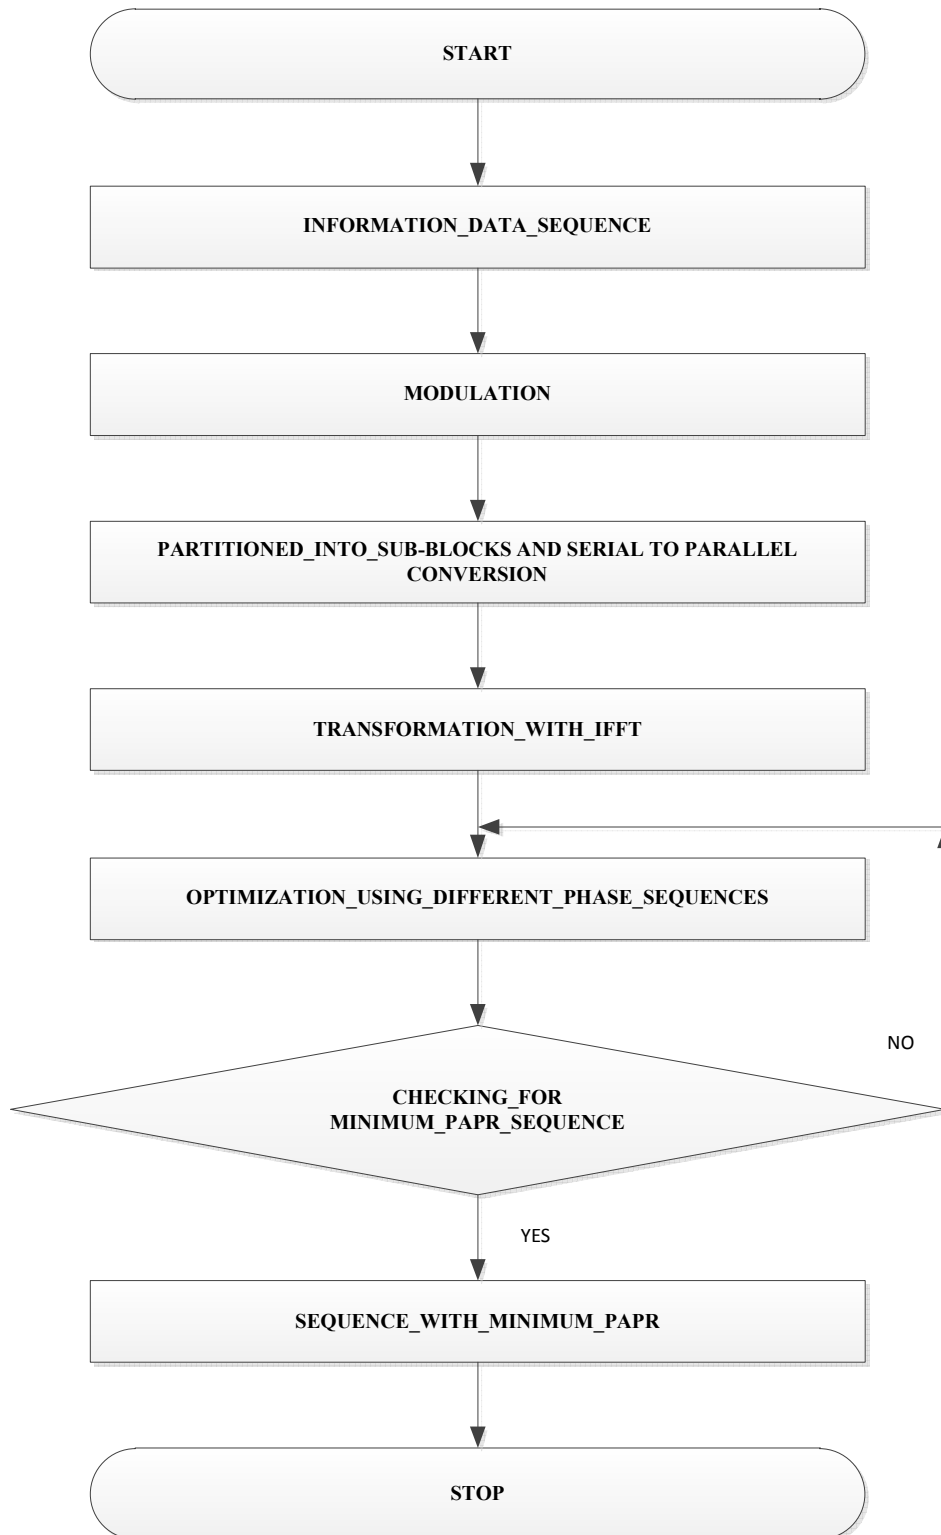 START
INFORMATION_DATA_SEQUENCE
MODULATION
PARTITIONED_INTO_SUB-BLOCKS AND SERIAL TO PARALLEL
CONVERSION
TRANSFORMATION_WITH_IFFT
OPTIMIZATION_USING_DIFFERENT_PHASE_SEQUENCES
NO
CHECKING_FOR
MINIMUM_PAPR_SEQUENCE
YES
SEQUENCE_WITH_MINIMUM_PAPR
STOP